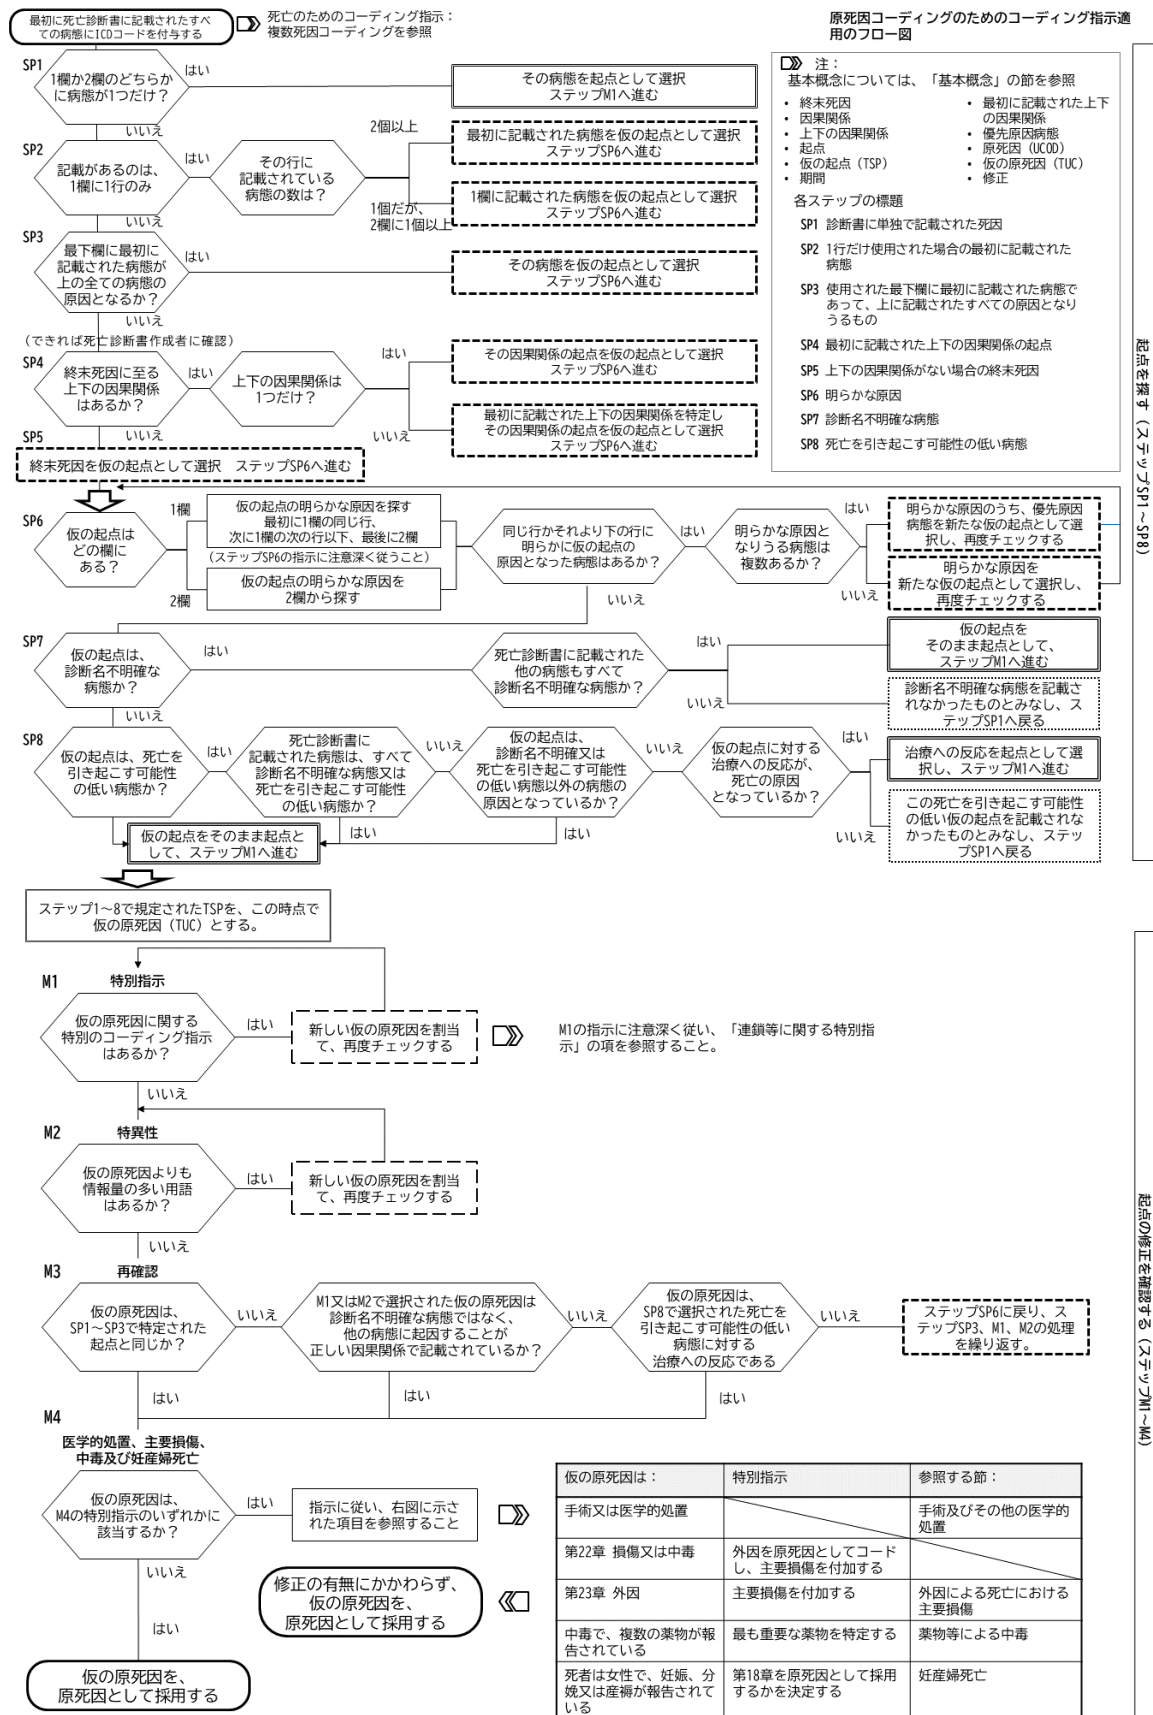 最初に死亡診断書に記載されたすべ
ての病態にICDコードを付与する
死亡のためのコーディング指示：
複数死因コーディングを参照
原死因コーディングのためのコーディング指示適
用のフロー図
注：
基本概念については、「基本概念」の節を参照
• 終末死因
• 因果関係
• 上下の因果関係
• 起点
• 仮の起点（TSP）
• 期間
• 最初に記載された上下
の因果関係
• 優先原因病態
• 原死因（UCOD）
• 仮の原死因（TUC）
• 修正
各ステップの標題
SP1 診断書に単独で記載された死因
SP2 1行だけ使用された場合の最初に記載された
病態
SP3 使用された最下欄に最初に記載された病態で
あって、上に記載されたすべての原因となり
うるもの
SP4 最初に記載された上下の因果関係の起点
SP5 上下の因果関係がない場合の終末死因
SP6 明らかな原因
SP7 診断名不明確な病態
SP8 死亡を引き起こす可能性の低い病態
起点を探す（ステップSP1～SP8）
SP1
1欄か2欄のどちらか
に病態が1つだけ？
はい
その病態を起点として選択
ステップM1へ進む
いいえ
SP2
記載があるのは、
1欄に1行のみ
はい
その行に
記載されている
病態の数は？
2個以上
最初に記載された病態を仮の起点として選択
ステップSP6へ進む
1個だが、
2欄に1個以上
1欄に記載された病態を仮の起点として選択
ステップSP6へ進む
いいえ
SP3
最下欄に最初に
記載された病態が
上の全ての病態の
原因となるか？
はい
その病態を仮の起点として選択
ステップSP6へ進む
いいえ
（できれば死亡診断書作成者に確認）
SP4
終末死因に至る
上下の因果関係
はあるか？
はい
上下の因果関係は
1つだけ？
はい
その因果関係の起点を仮の起点として選択
ステップSP6へ進む
いいえ
最初に記載された上下の因果関係を特定し
その因果関係の起点を仮の起点として選択
ステップSP6へ進む
いいえ
SP5
終末死因を仮の起点として選択 ステップSP6へ進む
SP6
仮の起点は
どの欄に
ある？
1欄
仮の起点の明らかな原因を探す
最初に1欄の同じ行、
次に1欄の次の行以下、最後に2欄
（ステップSP6の指示に注意深く従うこと）
2欄
仮の起点の明らかな原因を
2欄から探す
同じ行かそれより下の行に
明らかに仮の起点の
原因となった病態はあるか？
はい
明らかな原因と
なりうる病態は
複数あるか？
はい
明らかな原因のうち、優先原因
病態を新たな仮の起点として選
択し、再度チェックする
いいえ
明らかな原因を
新たな仮の起点として選択し、
再度チェックする
いいえ
SP7
仮の起点は、
診断名不明確な
病態か？
はい
死亡診断書に記載された
他の病態もすべて
診断名不明確な病態か？
はい
仮の起点を
そのまま起点として、
ステップM1へ進む
いいえ
診断名不明確な病態を記載さ
れなかったものとみなし、ス
テップSP1へ戻る
いいえ
SP8
仮の起点は、死亡を
引き起こす可能性
の低い病態か？
はい
死亡診断書に
記載された病態は、すべて
診断名不明確な病態又は
死亡を引き起こす可能性
の低い病態か？
いいえ
仮の起点は、
診断名不明確又は
死亡を引き起こす可能性
の低い病態以外の病態の
原因となっているか？
いいえ
仮の起点に対する
治療への反応が、
死亡の原因
となっているか？
はい
治療への反応を起点として選
択し、ステップM1へ進む
いいえ
この死亡を引き起こす可能性
の低い仮の起点を記載されな
かったものとみなし、ステッ
プSP1へ戻る
いいえ
はい
はい
仮の起点をそのまま起点と
して、ステップM1へ進む
ステップ1～8で規定されたTSPを、この時点で
仮の原死因（TUC）とする。
起点の修正を確認する（ステップM1～M4）
M1 特別指示
仮の原死因に関する
特別のコーディング指示
はあるか？
はい
新しい仮の原死因を割当
て、再度チェックする
M1の指示に注意深く従い、「連鎖等に関する特別指
示」の項を参照すること。
いいえ
M2 特異性
仮の原死因よりも
情報量の多い用語
はあるか？
はい
新しい仮の原死因を割当
て、再度チェックする
いいえ
M3 再確認
仮の原死因は、
SP1～SP3で特定された
起点と同じか？
いいえ
M1又はM2で選択された仮の原死因は
診断名不明確な病態ではなく、
他の病態に起因することが
正しい因果関係で記載されているか？
いいえ
仮の原死因は、
SP8で選択された死亡を
引き起こす可能性の低い
病態に対する
治療への反応である
いいえ
ステップSP6に戻り、ス
テップSP3、M1、M2の処理
を繰り返す。
はい
はい
はい
M4
医学的処置、主要損傷、
中毒及び妊産婦死亡
仮の原死因は、
M4の特別指示のいずれかに
該当するか？
はい
指示に従い、右図に示さ
れた項目を参照すること
いいえ
修正の有無にかかわらず、
仮の原死因を、
原死因として採用する
はい
仮の原死因を、
原死因として採用する
仮の原死因は： 特別指示 参照する節：
手術又は医学的処置 手術及びその他の医学的
処置
第22章 損傷又は中毒 外因を原死因としてコード
し、主要損傷を付加する
第23章 外因 主要損傷を付加する 外因による死亡における
主要損傷
中毒で、複数の薬物が報 最も重要な薬物を特定する 薬物等による中毒
告されている
死者は女性で、妊娠、分 第18章を原死因として採用 妊産婦死亡
娩又は産褥が報告されて するかを決定する
いる